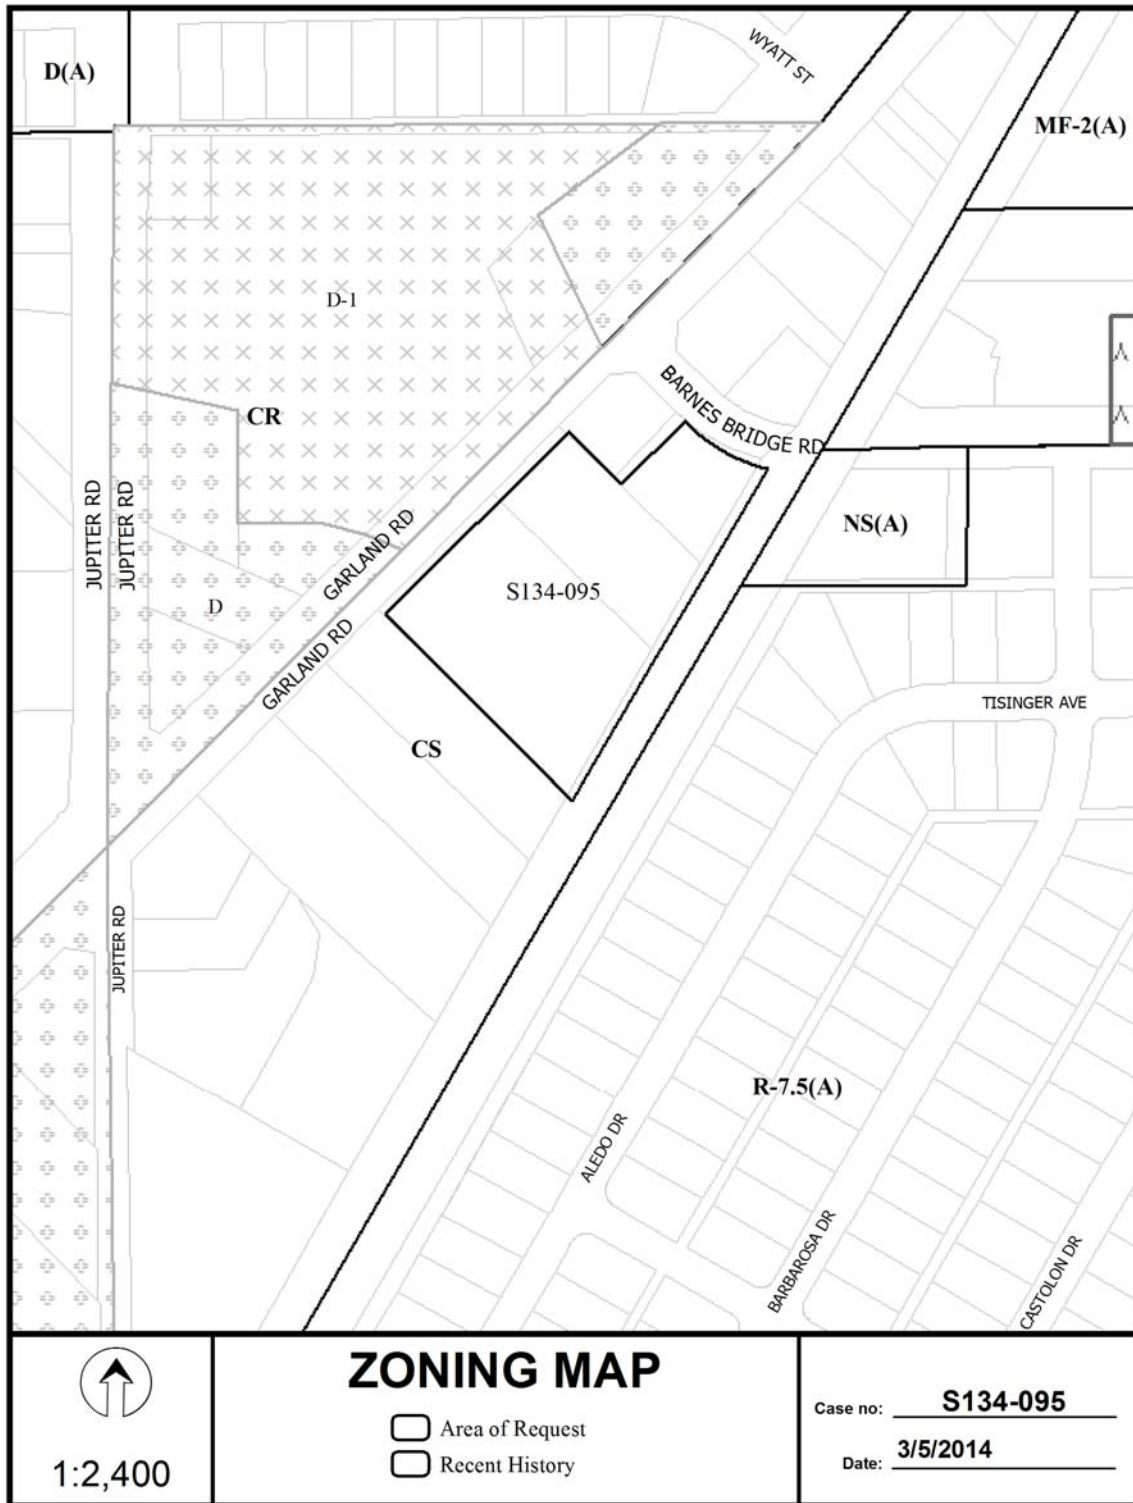 WYATT ST
D(A)
MF-2(A)
D-1
BARNES BRIDGE RD
CR
JUPITER RD
JUPITER RD
GARLAND RD
NS(A)
S134-095
D
GARLAND RD
TISINGER AVE
CS
JUPITER RD
R-7.5(A)
ALEDO DR
BARBAROSA DR
CASTOLON DR
1:2,400
ZONING MAP
Area of Request
Recent History
Case no: S134-095
Date: 3/5/2014